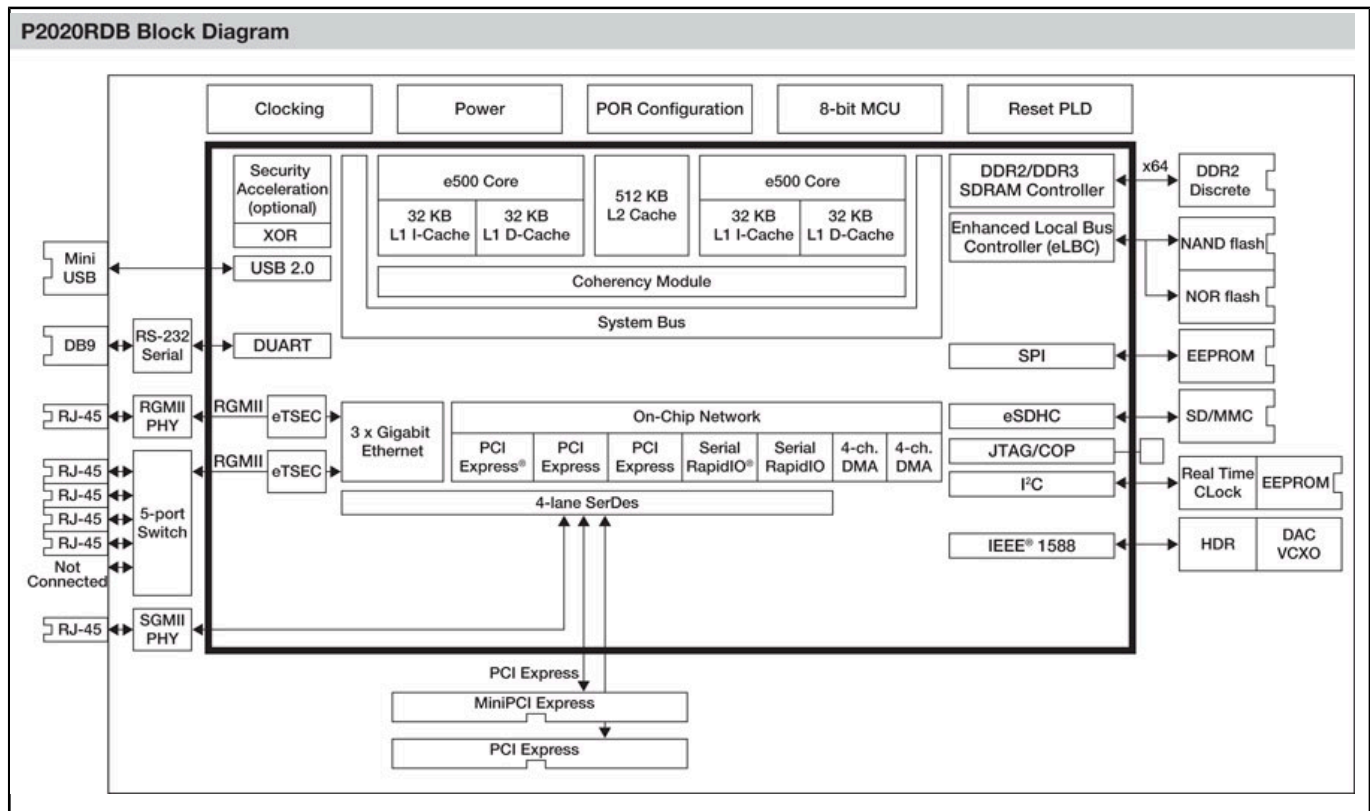 P2020RDB Block Diagram
Clocking
Power
POR Configuration
8-bit MCU
Reset PLD
Security
Acceleration
(optional)
XOR
USB 2.0
DUART
e500 Core
32 KB
L1 I-Cache
32 KB
L1 D-Cache
512 KB
L2 Cache
e500 Core
32 KB
L1 I-Cache
32 KB
L1 D-Cache
Coherency Module
System Bus
DDR2/DDR3
SDRAM Controller
x64
DDR2
Discrete
Enhanced Local Bus
Controller (eLBC)
NAND flash
NOR flash
Mini
USB
DB9
RS-232
Serial
SPI
EEPROM
RJ-45
RGMII
PHY
RGMII
eTSEC
3 x Gigabit
Ethernet
On-Chip Network
PCI
Express®
PCI
Express
PCI
Express
Serial
RapidIO®
Serial
RapidIO
4-ch.
DMA
4-ch.
DMA
eSDHC
SD/MMC
JTAG/COP
RJ-45
RJ-45
RJ-45
RJ-45
Not
Connected
5-port
Switch
RGMII
eTSEC
4-lane SerDes
I²C
Real Time
CLock
EEPROM
IEEE® 1588
HDR
DAC
VCXO
RJ-45
SGMII
PHY
PCI Express
MiniPCI Express
PCI Express